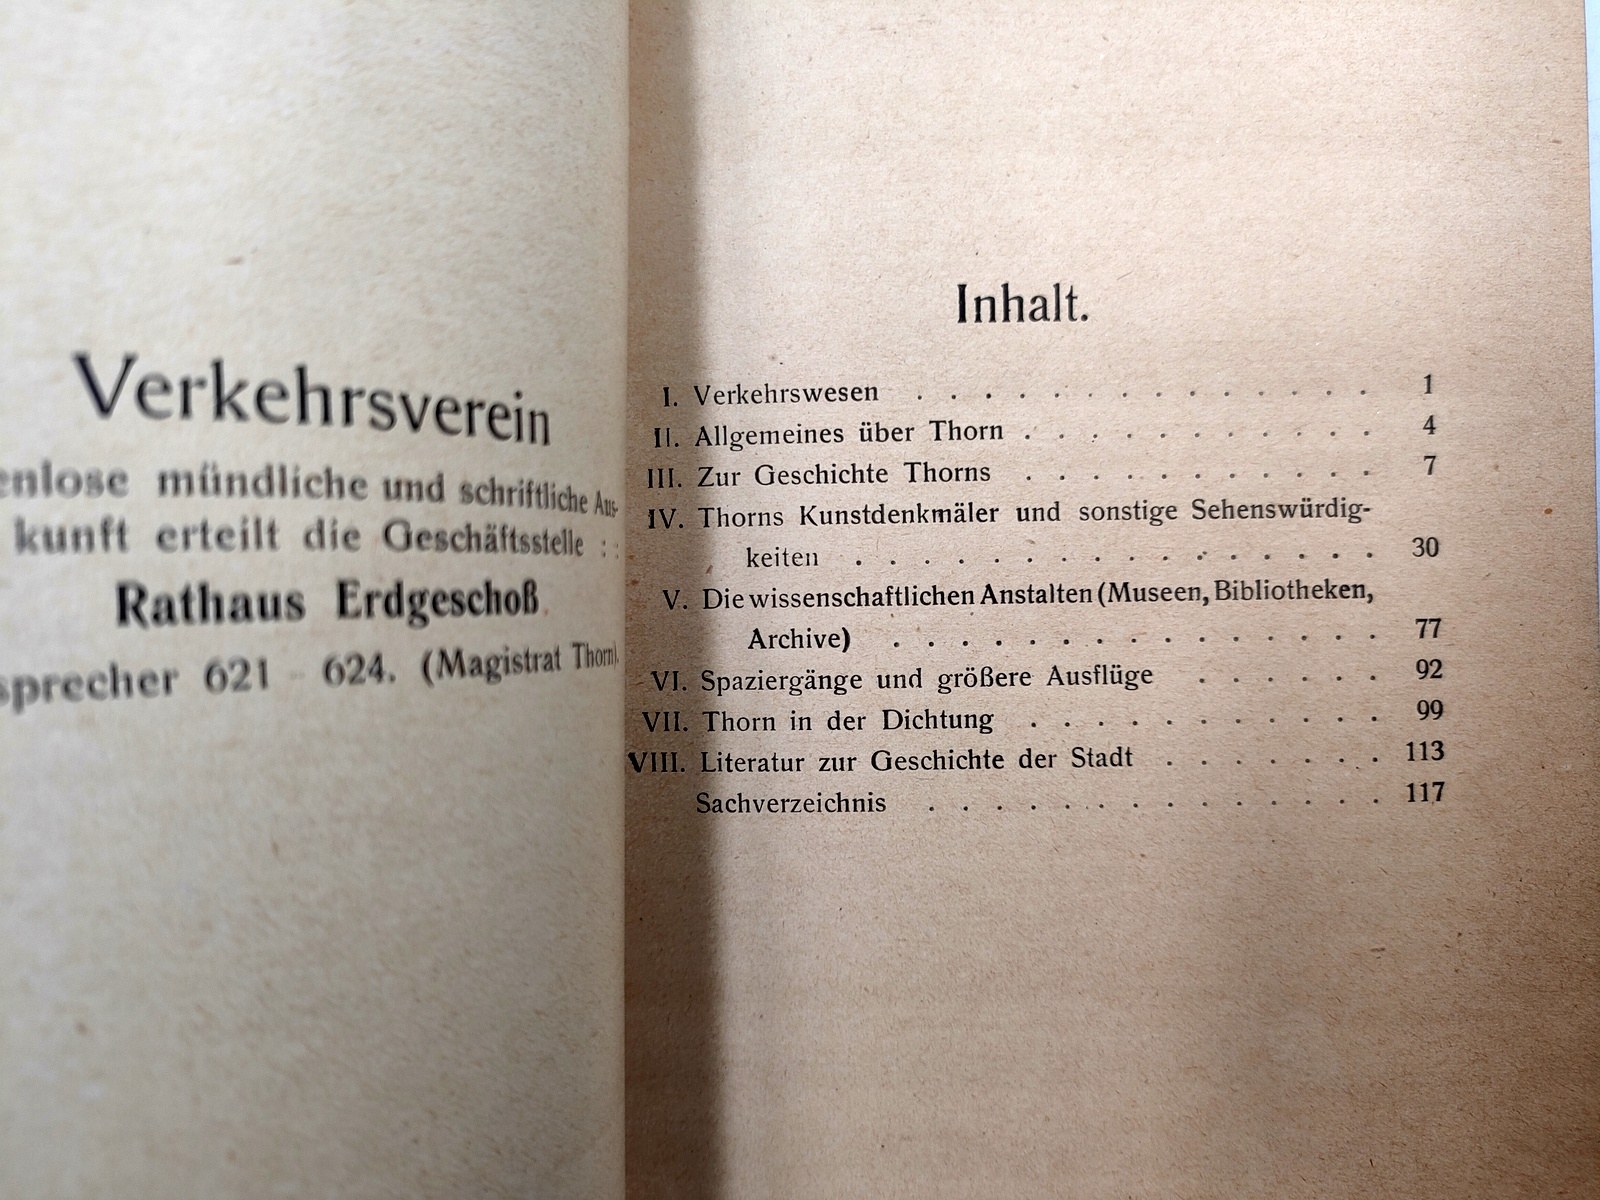 Verkehrsverein
enlose mündliche und schriftliche Aus-
kunft erteilt die Geschäftsstelle : :
Rathaus Erdgeschoß.
sprecher 621 - 624. (Magistrat Thorn).
Inhalt.
I. Verkehrswesen . . . . . . . . . . . . . . 1
II. Allgemeines über Thorn . . . . . . . . . . . 4
III. Zur Geschichte Thorns . . . . . . . . . . . 7
IV. Thorns Kunstdenkmäler und sonstige Sehenswürdig-
keiten . . . . . . . . . . . . . . . . 30
V. Die wissenschaftlichen Anstalten (Museen, Bibliotheken,
Archive) . . . . . . . . . . . . . . . 77
VI. Spaziergänge und größere Ausflüge . . . . . . 92
VII. Thorn in der Dichtung . . . . . . . . . . . 99
VIII. Literatur zur Geschichte der Stadt . . . . . . . 113
Sachverzeichnis . . . . . . . . . . . . . . 117